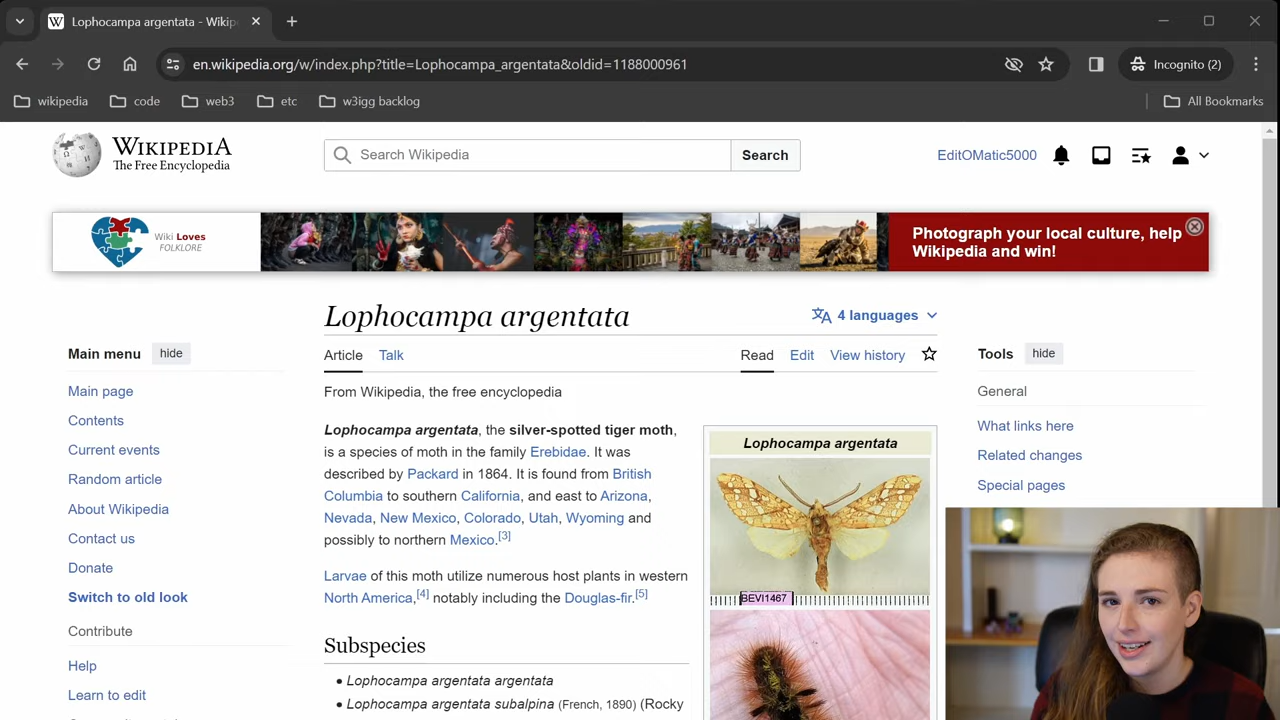 Lophocampa argentata - Wikip
en.wikipedia.org/w/index.php?title=Lophocampa_argentata&oldid=1188000961
Incognito (2)
wikipedia
code
web3
etc
w3igg backlog
All Bookmarks
WIKIPEDIA
The Free Encyclopedia
Search Wikipedia
Search
EditOMatic5000
Wiki Loves
FOLKLORE
Photograph your local culture, help
Wikipedia and win!
Lophocampa argentata
4 languages
Main menu
hide
Article
Talk
Read
Edit
View history
Tools
hide
Main page
Contents
Current events
Random article
About Wikipedia
Contact us
Donate
Switch to old look
Contribute
Help
Learn to edit
From Wikipedia, the free encyclopedia
Lophocampa argentata, the silver-spotted tiger moth,
is a species of moth in the family Erebidae. It was
described by Packard in 1864. It is found from British
Columbia to southern California, and east to Arizona,
Nevada, New Mexico, Colorado, Utah, Wyoming and
possibly to northern Mexico.[3]
Larvae of this moth utilize numerous host plants in western
North America,[4] notably including the Douglas-fir.[5]
Subspecies
• Lophocampa argentata argentata
• Lophocampa argentata subalpina (French, 1890) (Rocky
Lophocampa argentata
BEVI1467
General
What links here
Related changes
Special pages